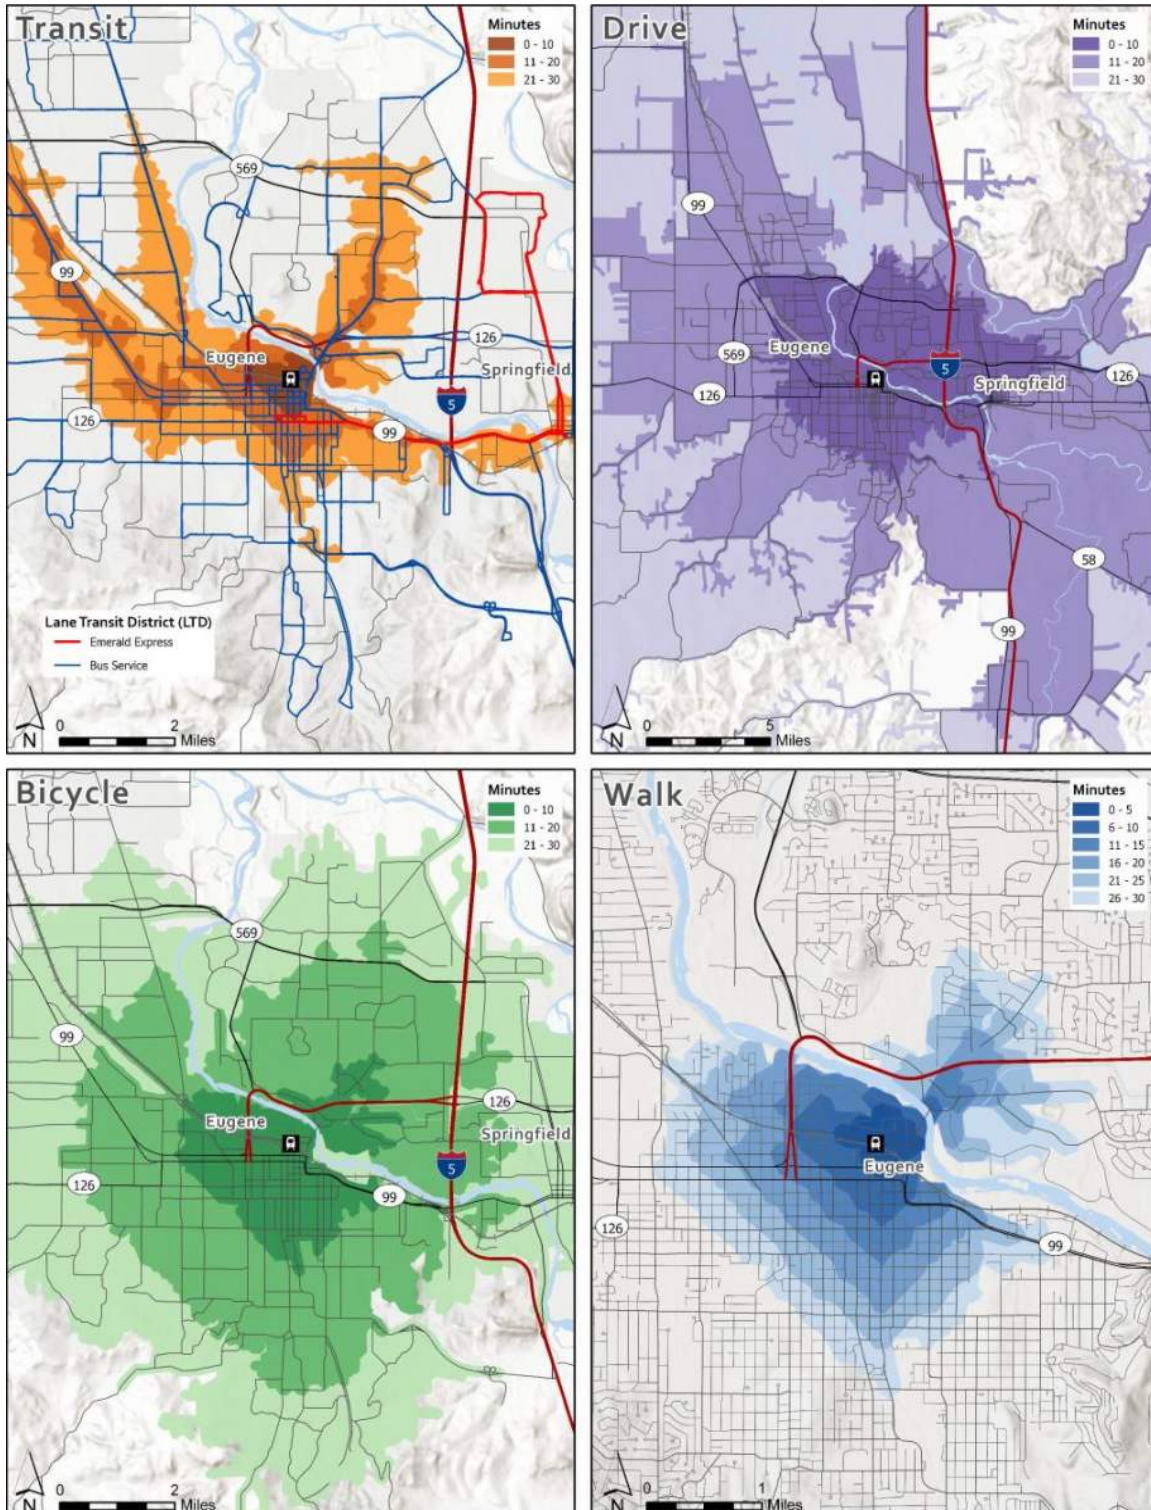 Transit
Minutes
0 - 10
11 - 20
21 - 30
569
99
126
Eugene
Springfield
5
126
99
Lane Transit District (LTD)
Emerald Express
Bus Service
N
0 2
Miles
Drive
Minutes
0 - 10
11 - 20
21 - 30
99
569
Eugene
5
Springfield
126
126
58
99
N
0 5
Miles
Bicycle
Minutes
0 - 10
11 - 20
21 - 30
569
99
126
Eugene
Springfield
5
126
99
N
0 2
Miles
Walk
Minutes
0 - 5
6 - 10
11 - 15
16 - 20
21 - 25
26 - 30
Eugene
126
99
N
0 1
Miles